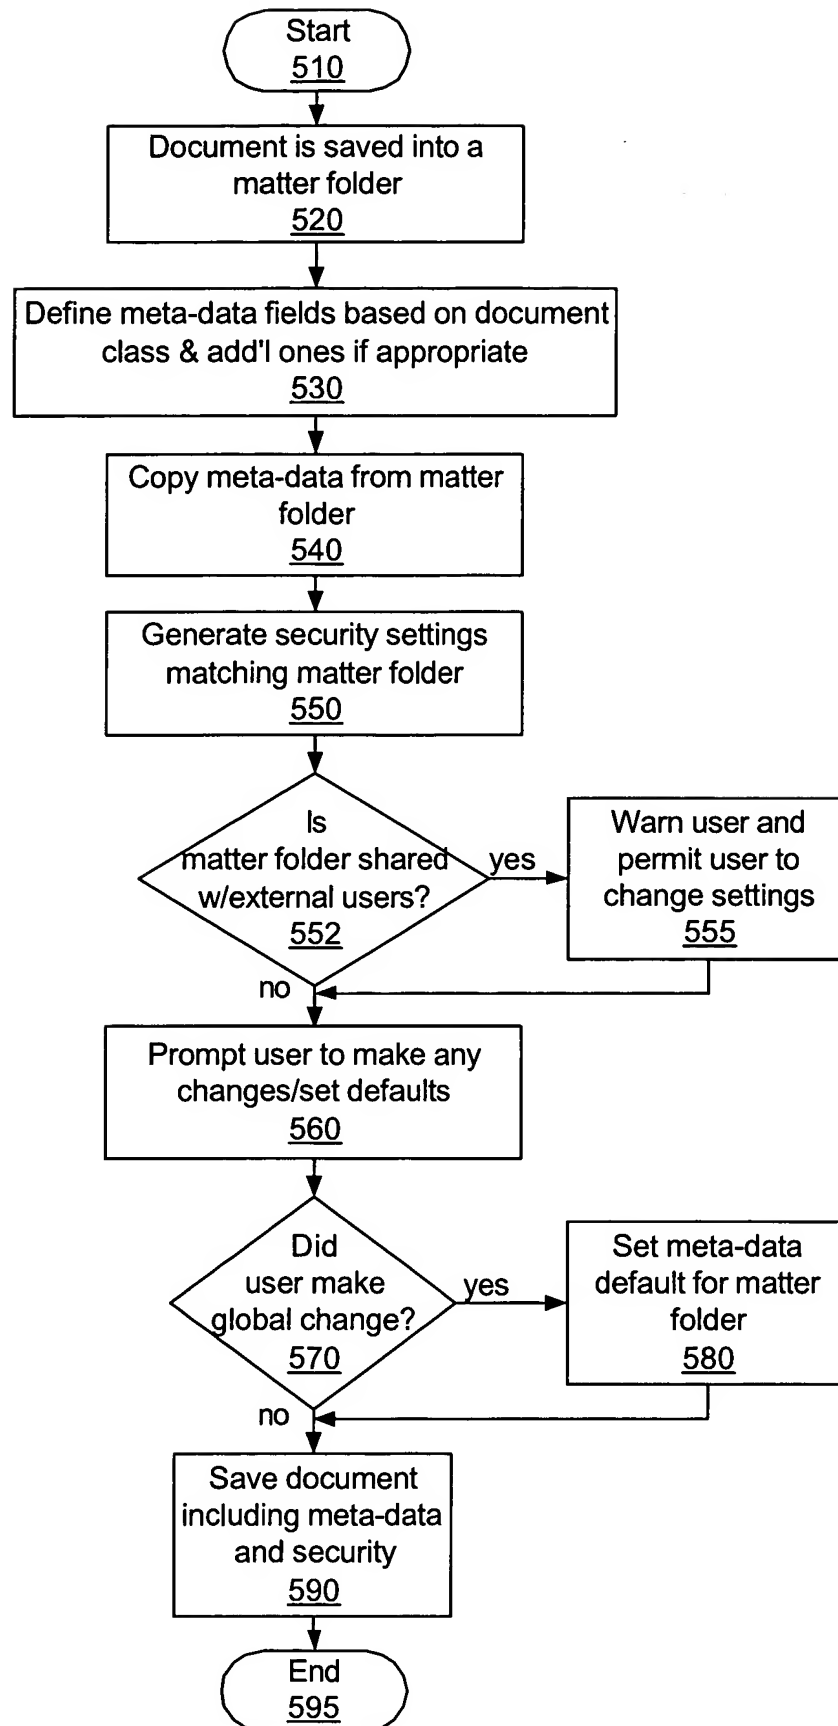 Start
510
Document is saved into a
matter folder
520
Define meta-data fields based on document
class & add'l ones if appropriate
530
Copy meta-data from matter
folder
540
Generate security settings
matching matter folder
550
Is
matter folder shared
w/external users?
552
yes
Warn user and
permit user to
change settings
555
no
Prompt user to make any
changes/set defaults
560
Did
user make
global change?
570
yes
Set meta-data
default for matter
folder
580
no
Save document
including meta-data
and security
590
End
595